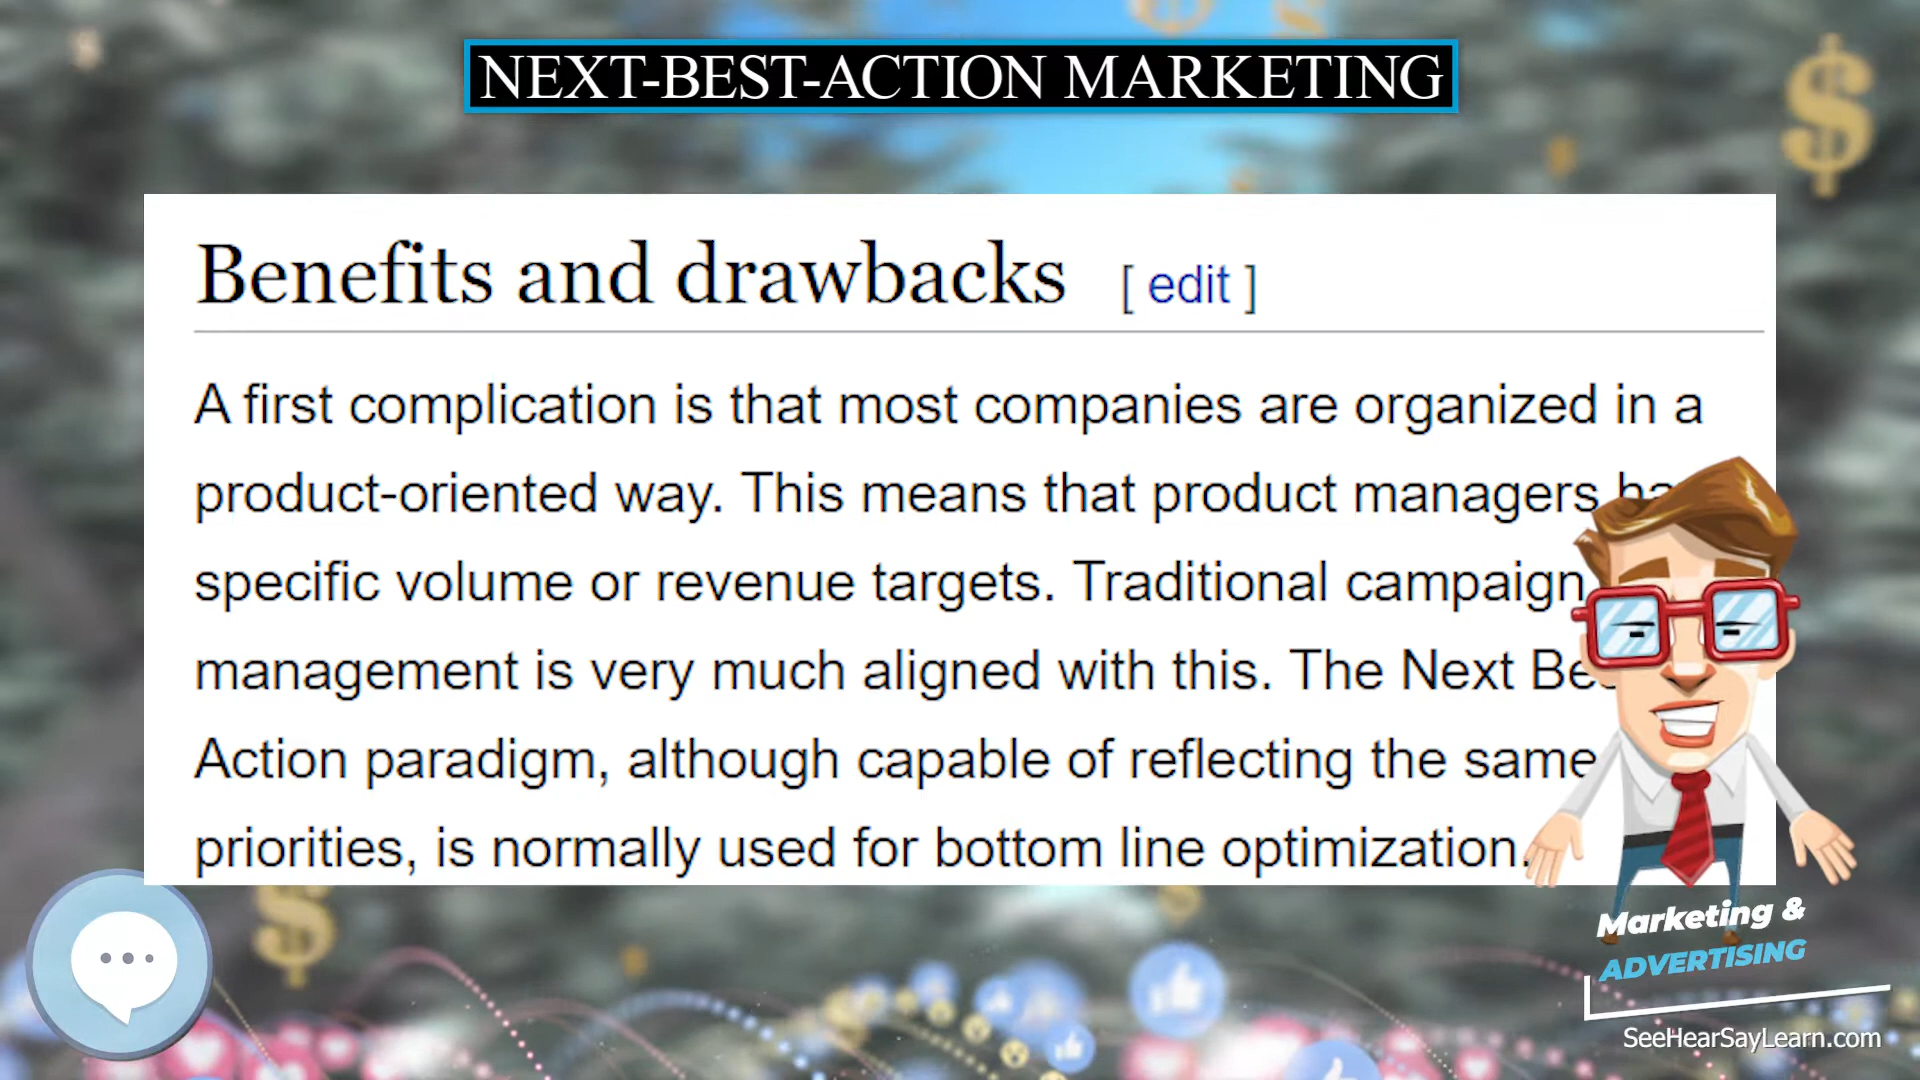 NEXT-BEST-ACTION MARKETING
Benefits and drawbacks [ edit ]
A first complication is that most companies are organized in a
product-oriented way. This means that product managers
specific volume or revenue targets. Traditional campaign
management is very much aligned with this. The Next
Action paradigm, although capable of reflecting the same
priorities, is normally used for bottom line optimization.
Marketing &
ADVERTISING
SeeHearSayLearn.com